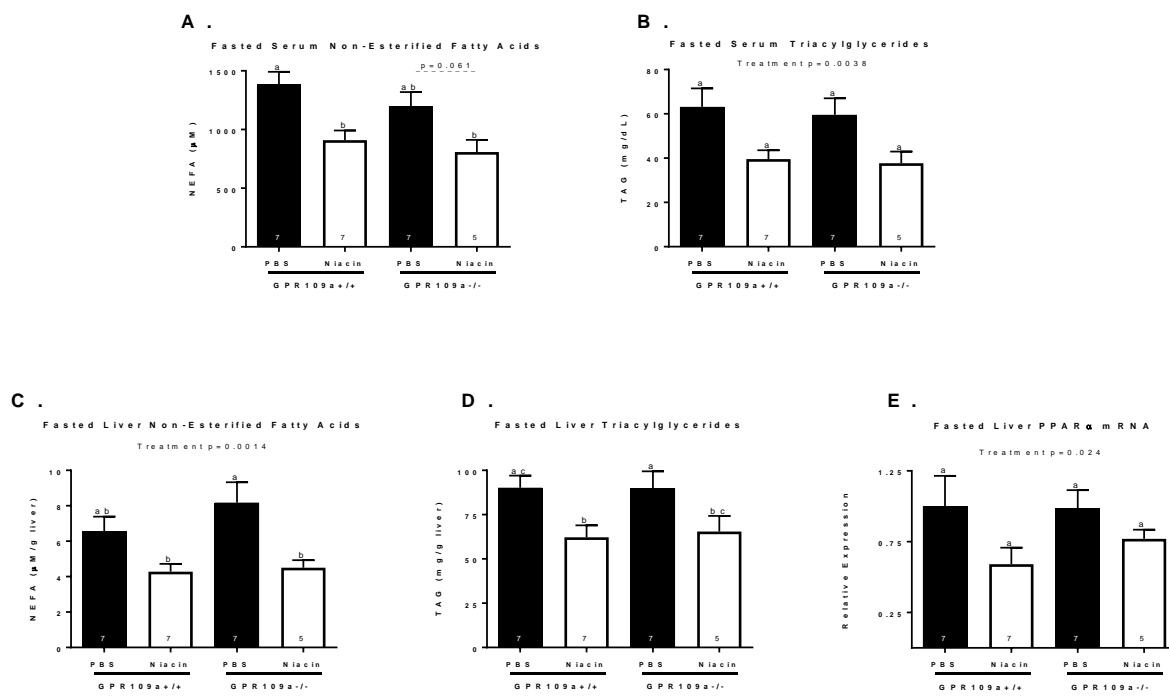 A.
Fasted Serum Non-Esterified Fatty Acids
p=0.061
NEFA (µM)
1500
1000
500
0
a
b
ab
b
7
7
7
5
PBS
Niacin
PBS
Niacin
GPR109a+/+
GPR109a-/-
B.
Fasted Serum Triacylglycerides
Treatment p=0.0038
TAG (mg/dL)
80
60
40
20
0
a
a
a
a
7
7
7
5
PBS
Niacin
PBS
Niacin
GPR109a+/+
GPR109a-/-
C.
Fasted Liver Non-Esterified Fatty Acids
Treatment p=0.0014
NEFA (µM/g liver)
10
8
6
4
2
0
ab
b
a
b
7
7
7
5
PBS
Niacin
PBS
Niacin
GPR109a+/+
GPR109a-/-
D.
Fasted Liver Triacylglycerides
TAG (mg/g liver)
100
75
50
25
0
ac
b
a
bc
7
7
7
5
PBS
Niacin
PBS
Niacin
GPR109a+/+
GPR109a-/-
E.
Fasted Liver PPARα mRNA
Treatment p=0.024
Relative Expression
1.25
0.75
0.25
a
a
a
a
7
7
7
5
PBS
Niacin
PBS
Niacin
GPR109a+/+
GPR109a-/-